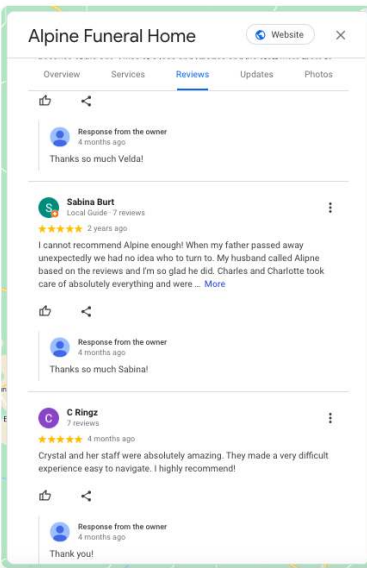 Alpine Funeral Home
Website
Overview Services Reviews Updates Photos
Response from the owner
4 months ago
Thanks so much Velda!
S
Sabina Burt
Local Guide · 7 reviews
2 years ago
I cannot recommend Alpine enough! When my father passed away
unexpectedly we had no idea who to turn to. My husband called Alpine
based on the reviews and I'm so glad he did. Charles and Charlotte took
care of absolutely everything and were ... More
Response from the owner
4 months ago
Thanks so much Sabina!
C
C Ringz
7 reviews
4 months ago
Crystal and her staff were absolutely amazing. They made a very difficult
experience easy to navigate. I highly recommend!
Response from the owner
4 months ago
Thank you!